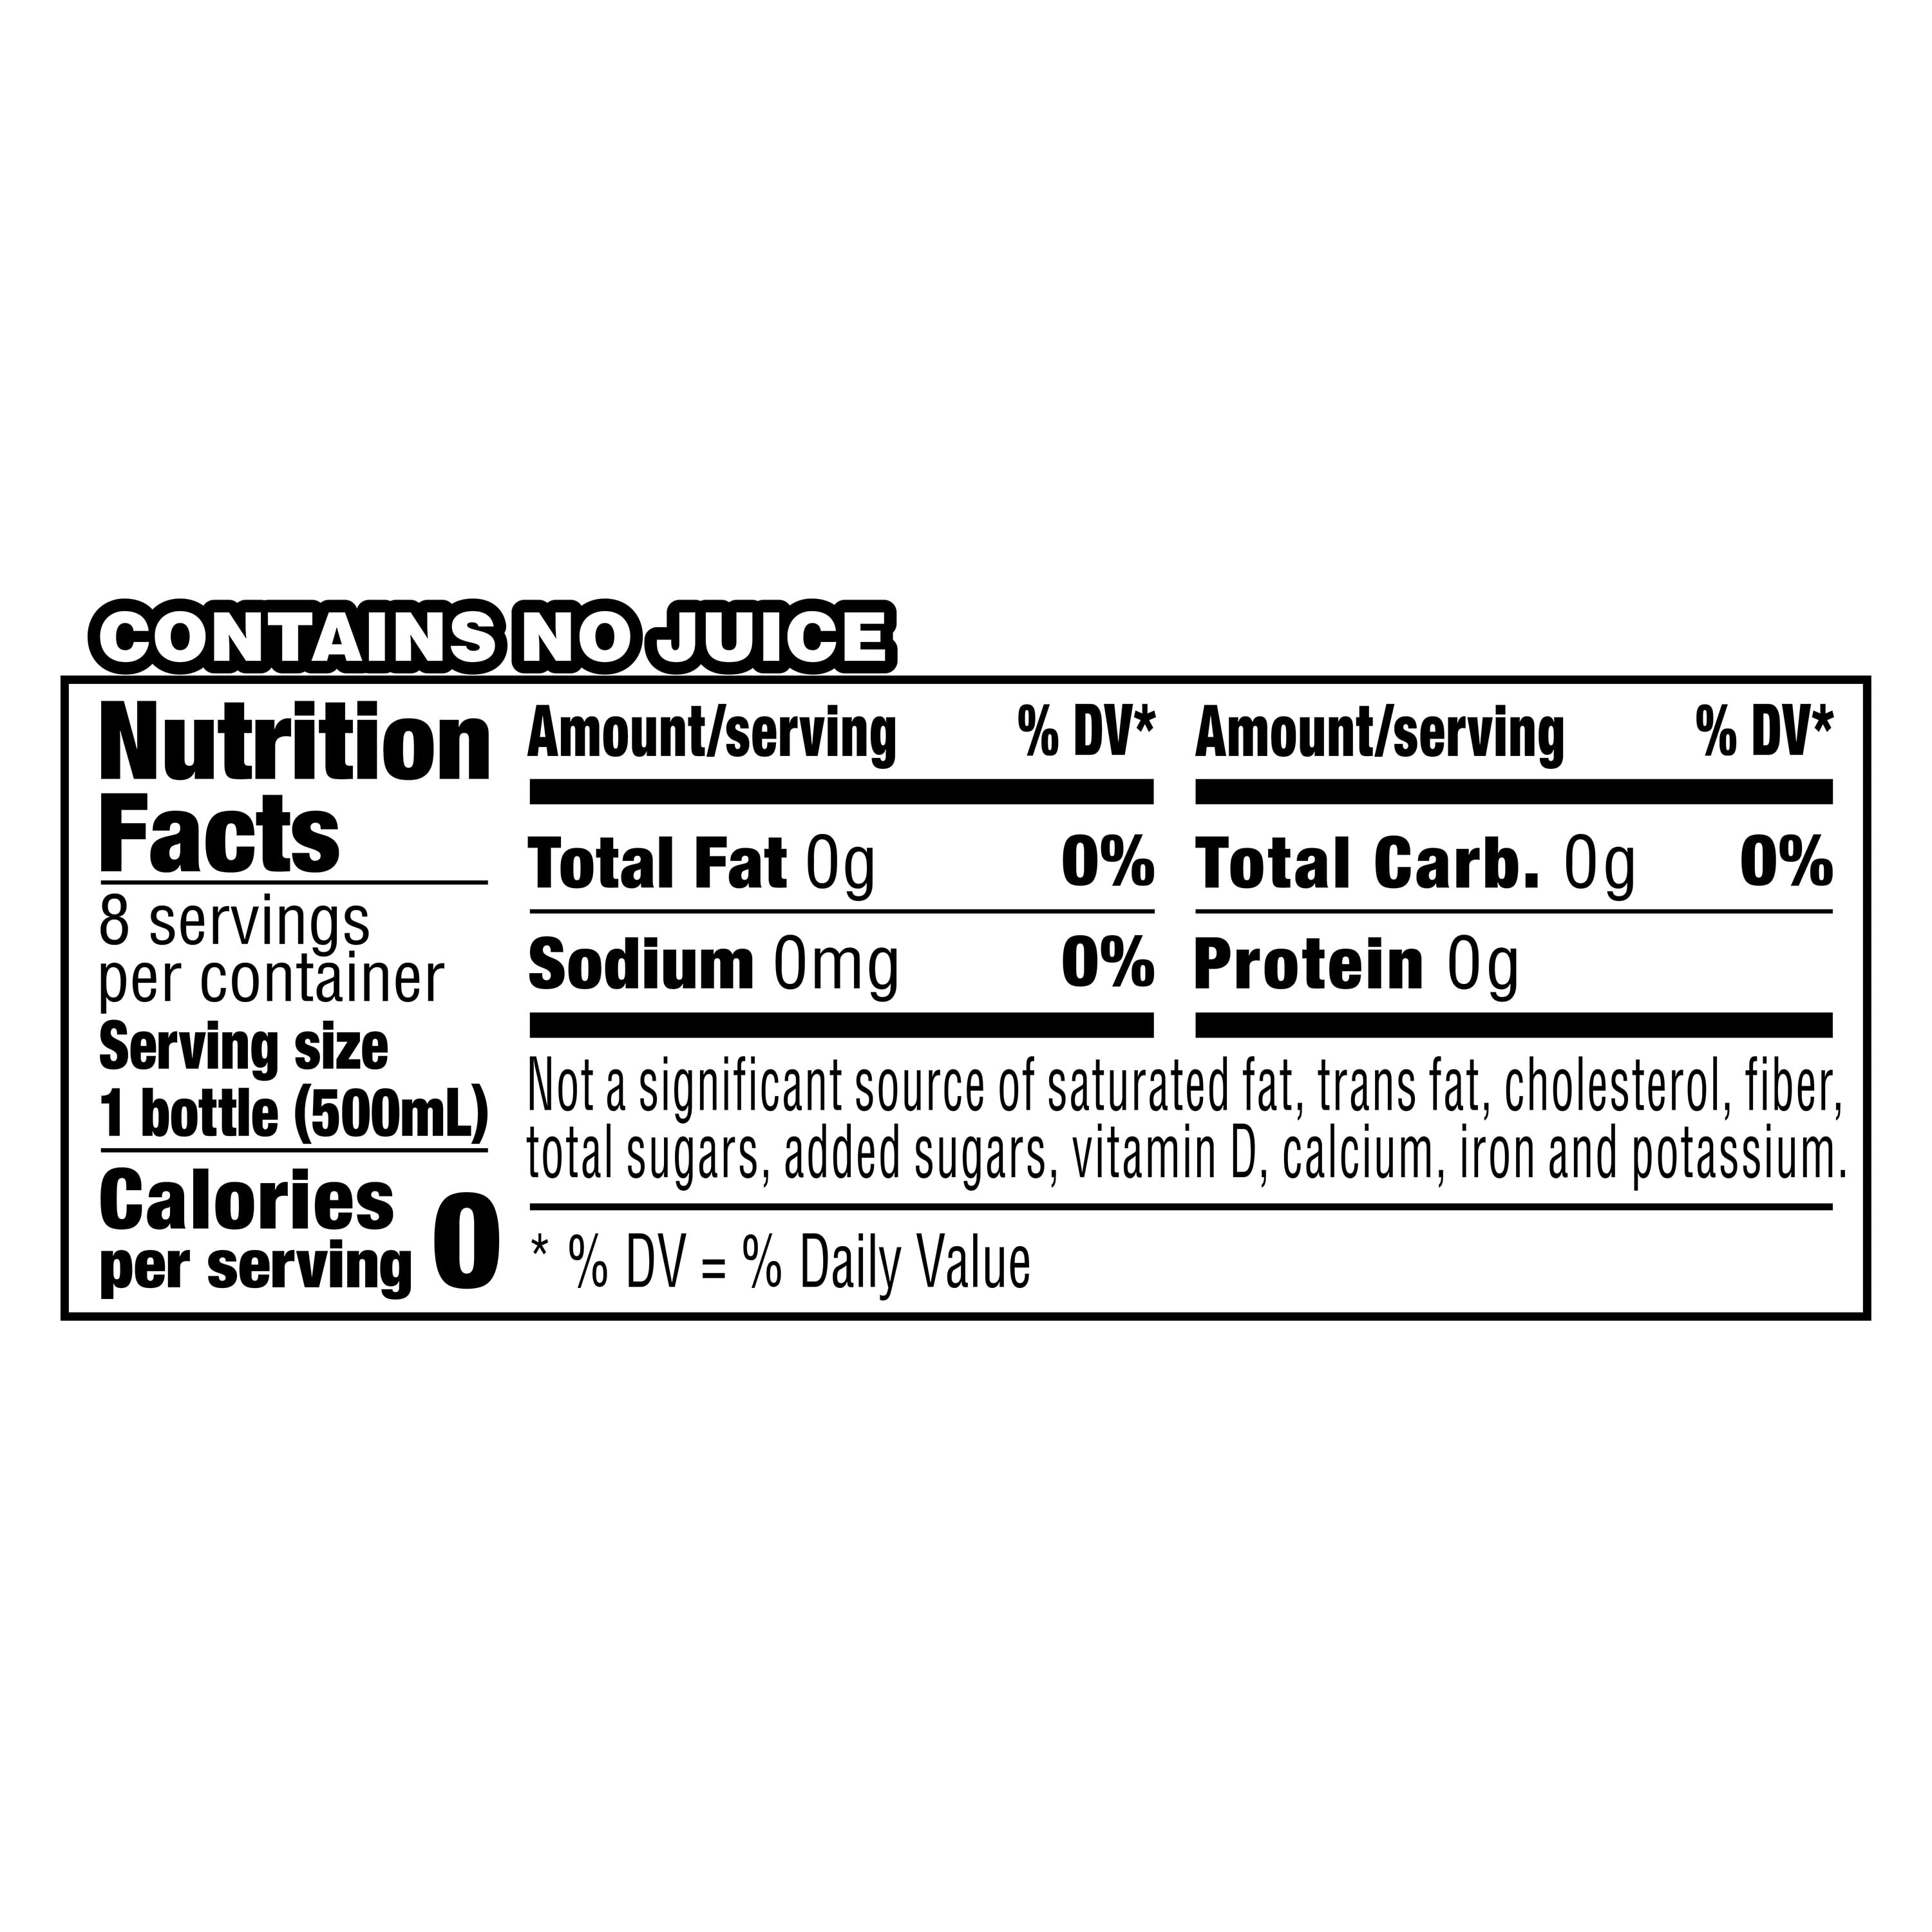 CONTAINS NO JUICE
Nutrition
Facts
8 servings
per container
Serving size
1 bottle (500mL)
Calories
per serving 0
Amount/serving % DV*
Total Fat 0g 0%
Sodium 0mg 0%
Amount/serving % DV*
Total Carb. 0g 0%
Protein 0g
Not a significant source of saturated fat, trans fat, cholesterol, fiber,
total sugars, added sugars, vitamin D, calcium, iron and potassium.
* % DV = % Daily Value